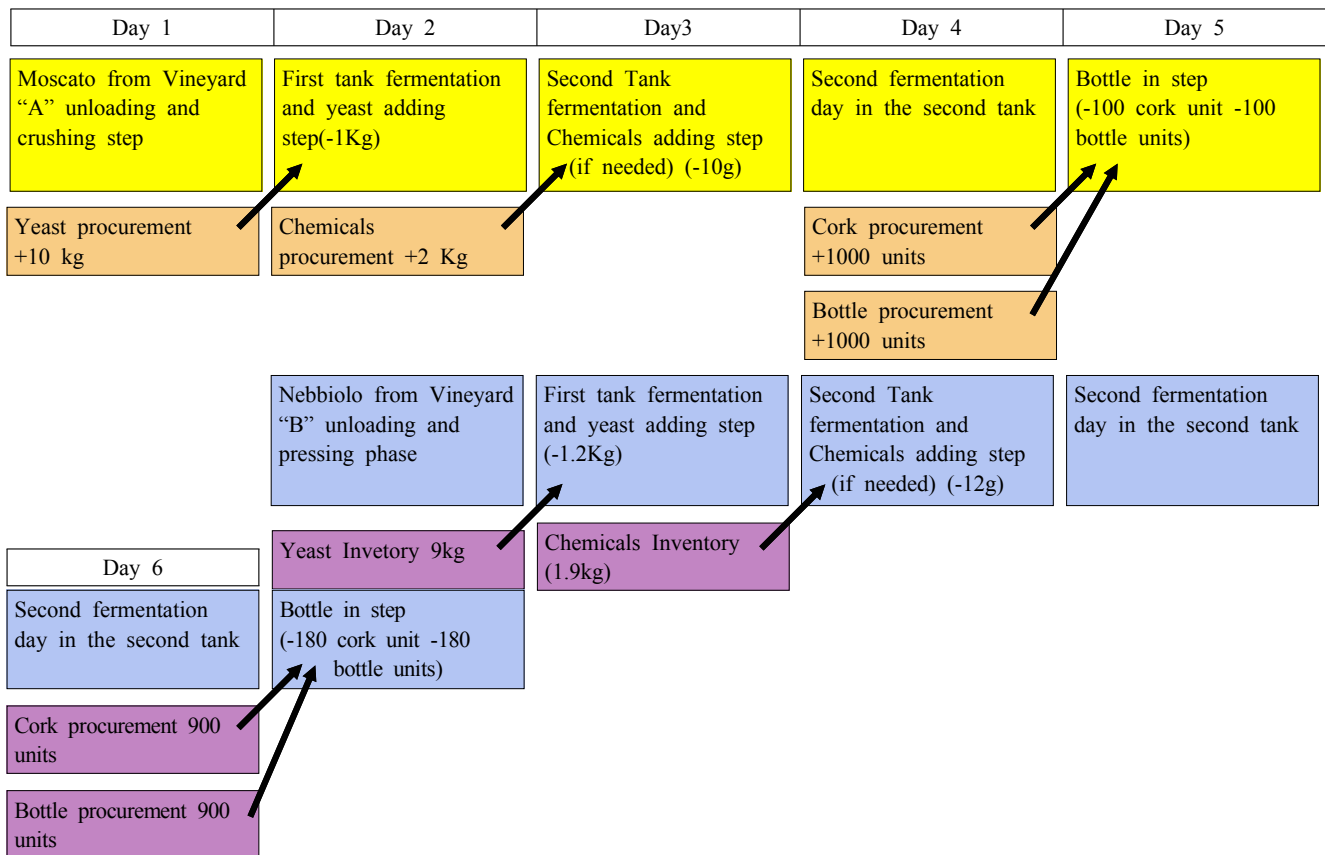 Day 1
Day 2
Day3
Day 4
Day 5
Moscato from Vineyard
“A” unloading and
crushing step
First tank fermentation
and yeast adding
step(-1Kg)
Second Tank
fermentation and
Chemicals adding step
(if needed) (-10g)
Second fermentation
day in the second tank
Bottle in step
(-100 cork unit -100
bottle units)
Yeast procurement
+10 kg
Chemicals
procurement +2 Kg
Cork procurement
+1000 units
Bottle procurement
+1000 units
Nebbiolo from Vineyard
“B” unloading and
pressing phase
First tank fermentation
and yeast adding step
(-1.2Kg)
Second Tank
fermentation and
Chemicals adding step
(if needed) (-12g)
Second fermentation
day in the second tank
Yeast Invetory 9kg
Chemicals Inventory
(1.9kg)
Day 6
Second fermentation
day in the second tank
Bottle in step
(-180 cork unit -180
bottle units)
Cork procurement 900
units
Bottle procurement 900
units